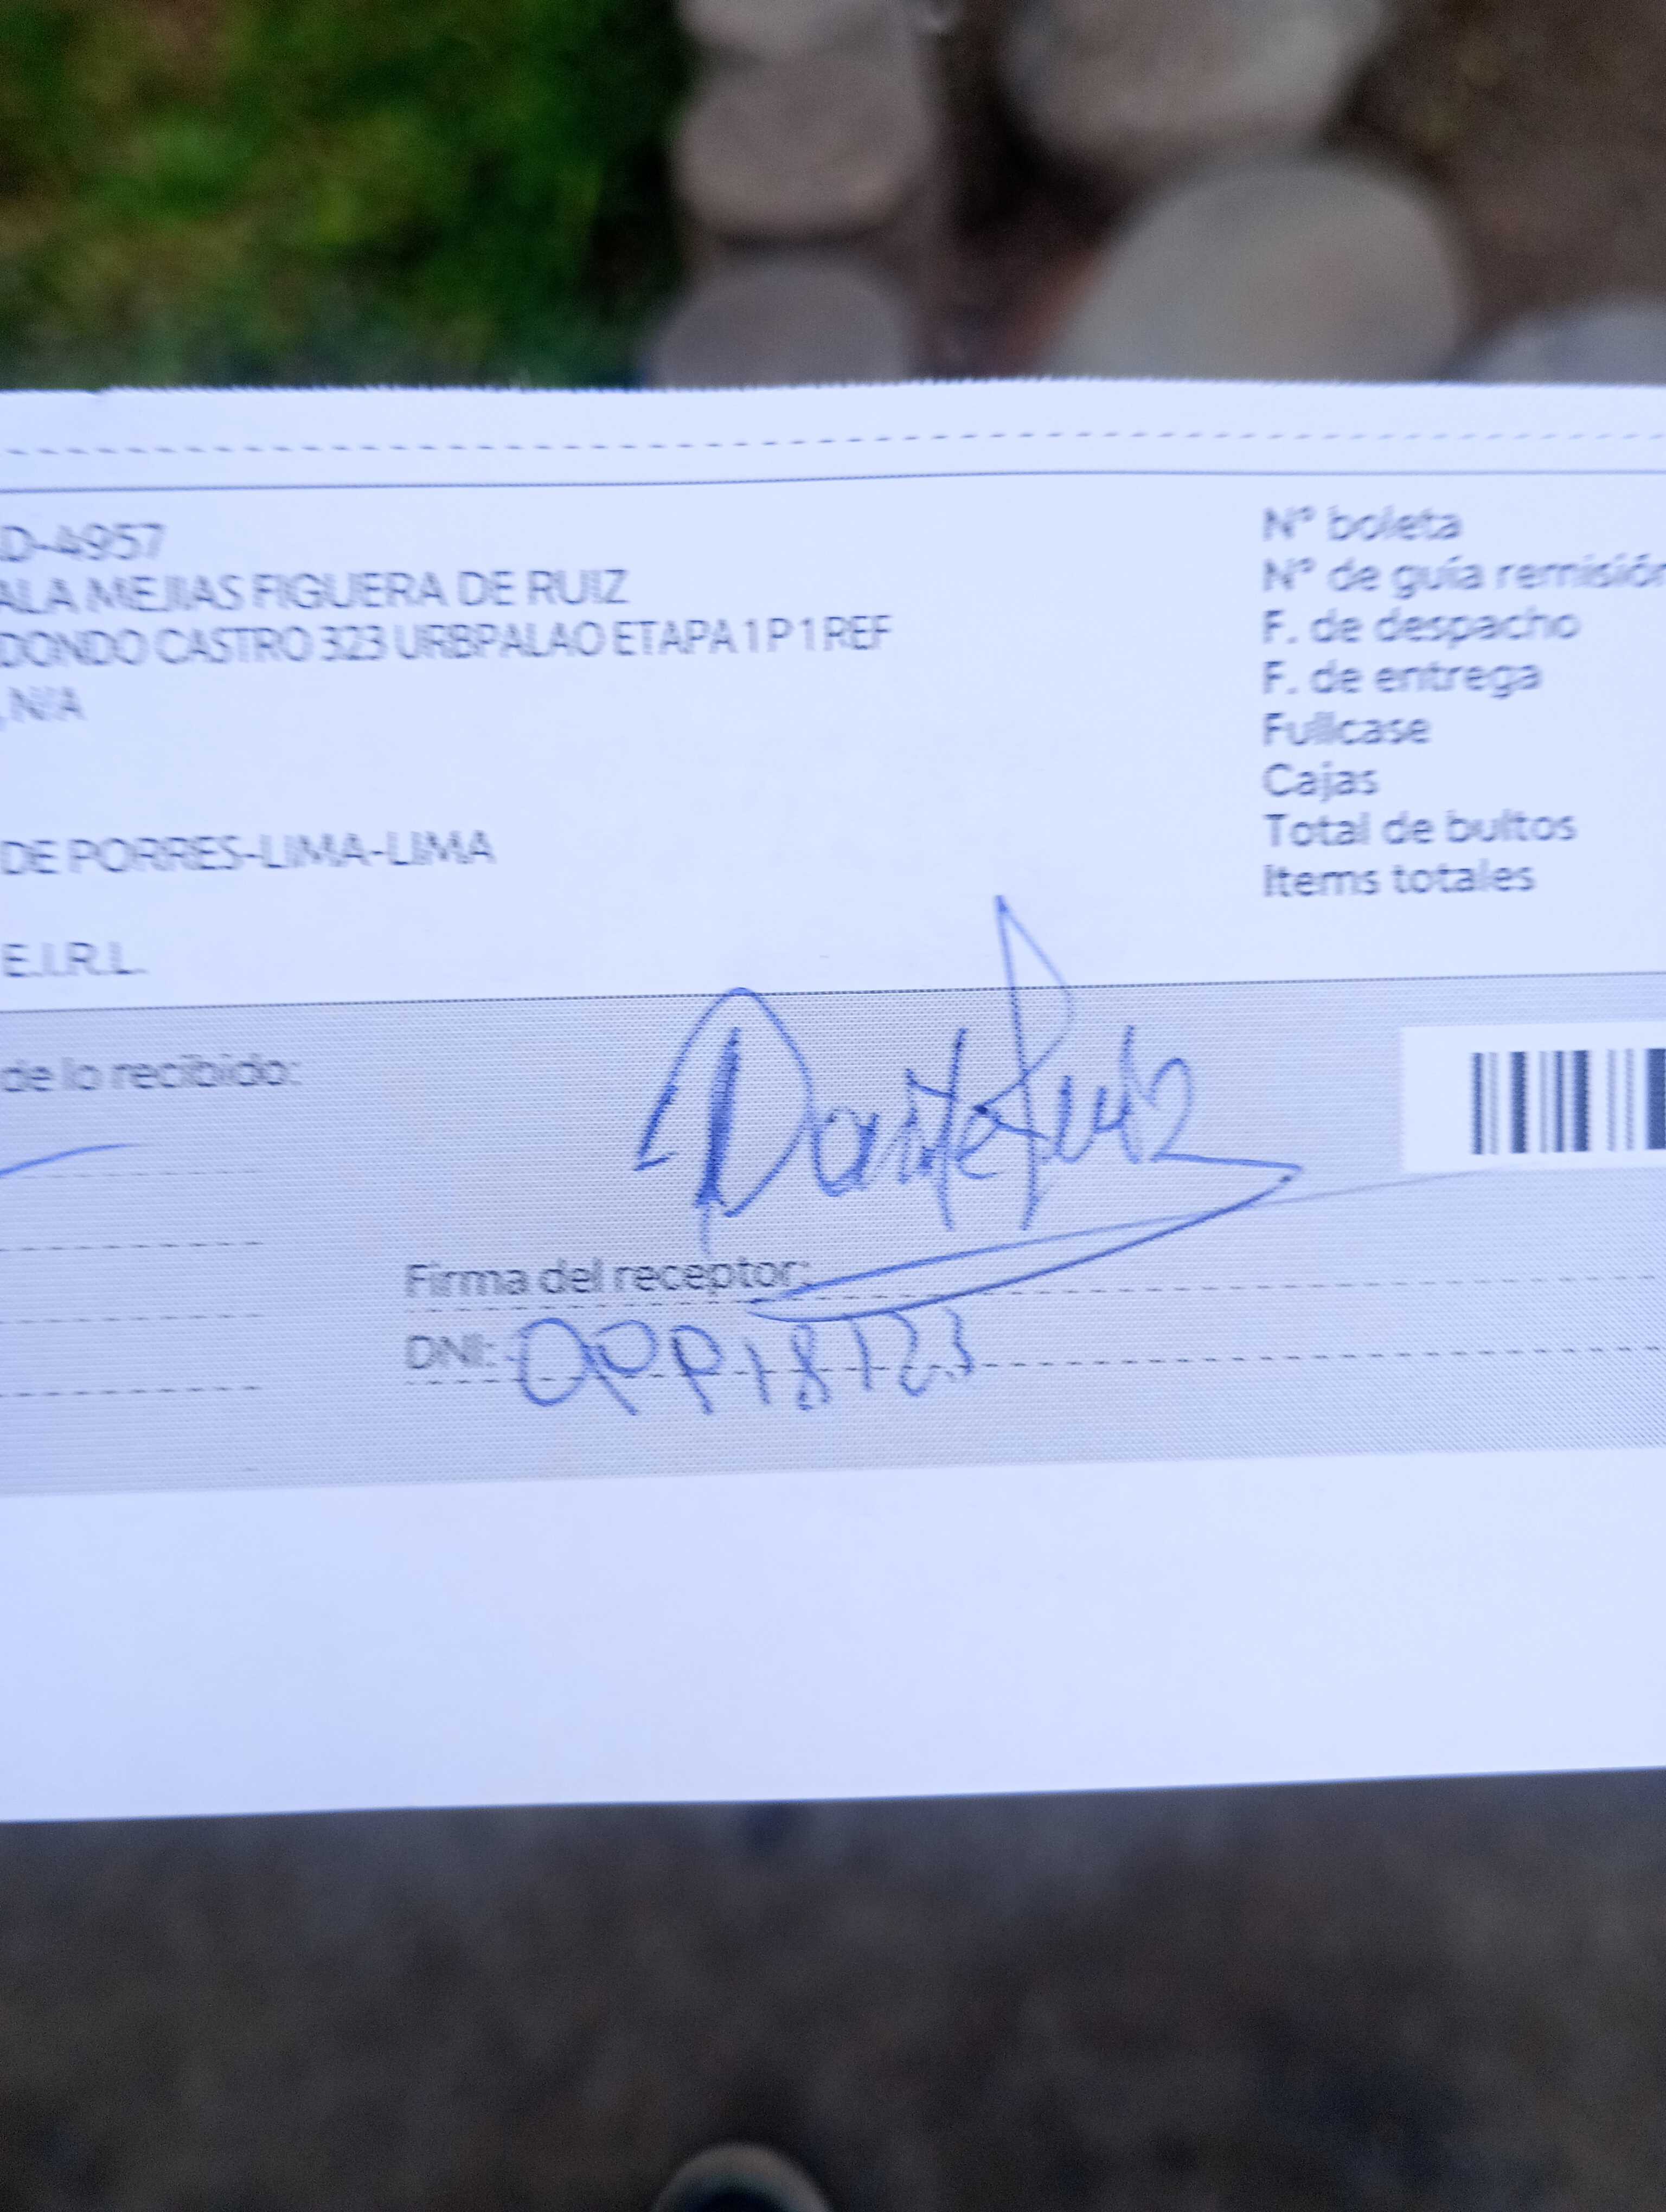 D-4957
ALA MEJIAS FIGUERA DE RUIZ
DONDO CASTRO 323 URBPALAO ETAPA 1 P 1 REF
, N/A
DE PORRES-LIMA-LIMA
E.I.R.L.
N° boleta
N° de guía remisión
F. de despacho
F. de entrega
Fullcase
Cajas
Total de bultos
Items totales
de lo recibido:
Firma del receptor:
DNI: